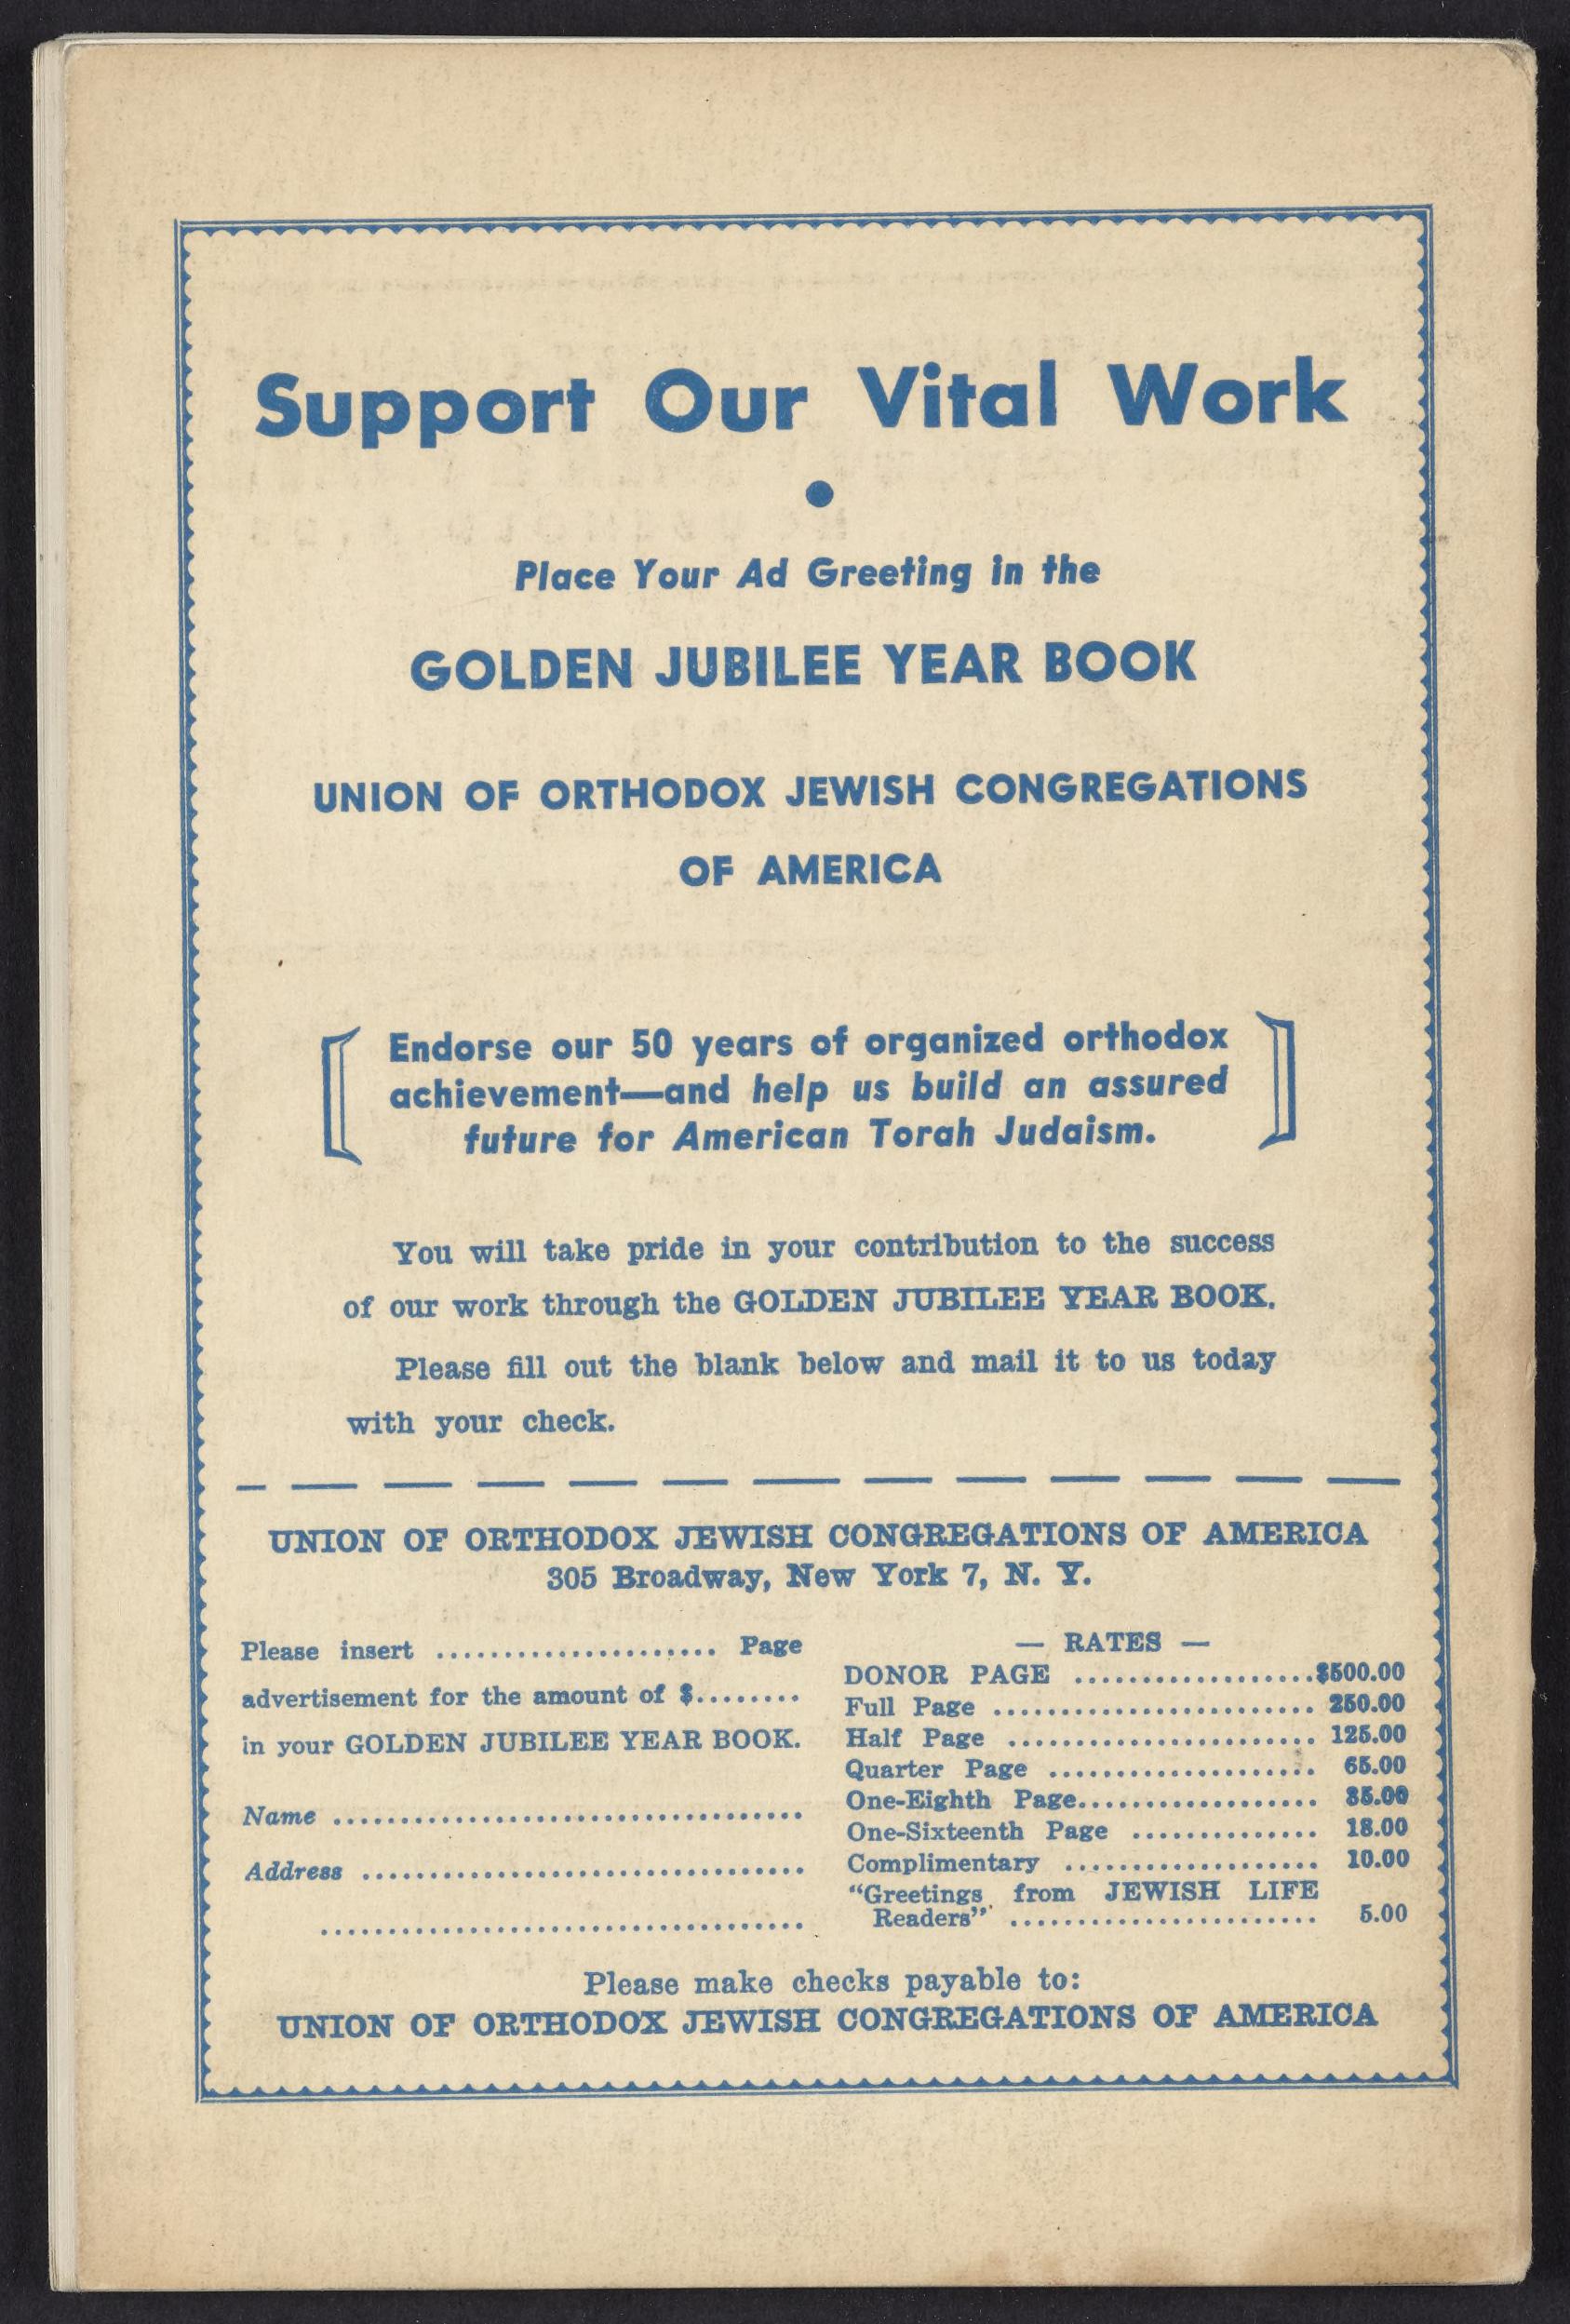 Support Our Vital Work
●
Place Your Ad Greeting in the
GOLDEN JUBILEE YEAR BOOK
UNION OF ORTHODOX JEWISH CONGREGATIONS
OF AMERICA
Endorse our 50 years of organized orthodox
achievement—and help us build an assured
future for American Torah Judaism.
You will take pride in your contribution to the success
of our work through the GOLDEN JUBILEE YEAR BOOK.
Please fill out the blank below and mail it to us today
with your check.
UNION OF ORTHODOX JEWISH CONGREGATIONS OF AMERICA
305 Broadway, New York 7, N. Y.
Please insert ..................... Page
advertisement for the amount of $........
in your GOLDEN JUBILEE YEAR BOOK.
Name ...................................
Address .................................
....................................
— RATES —
DONOR PAGE ..................$500.00
Full Page ........................ 250.00
Half Page ....................... 125.00
Quarter Page .................... 65.00
One-Eighth Page.................. 35.00
One-Sixteenth Page .............. 18.00
Complimentary ................... 10.00
"Greetings from JEWISH LIFE
Readers" ....................... 5.00
Please make checks payable to:
UNION OF ORTHODOX JEWISH CONGREGATIONS OF AMERICA